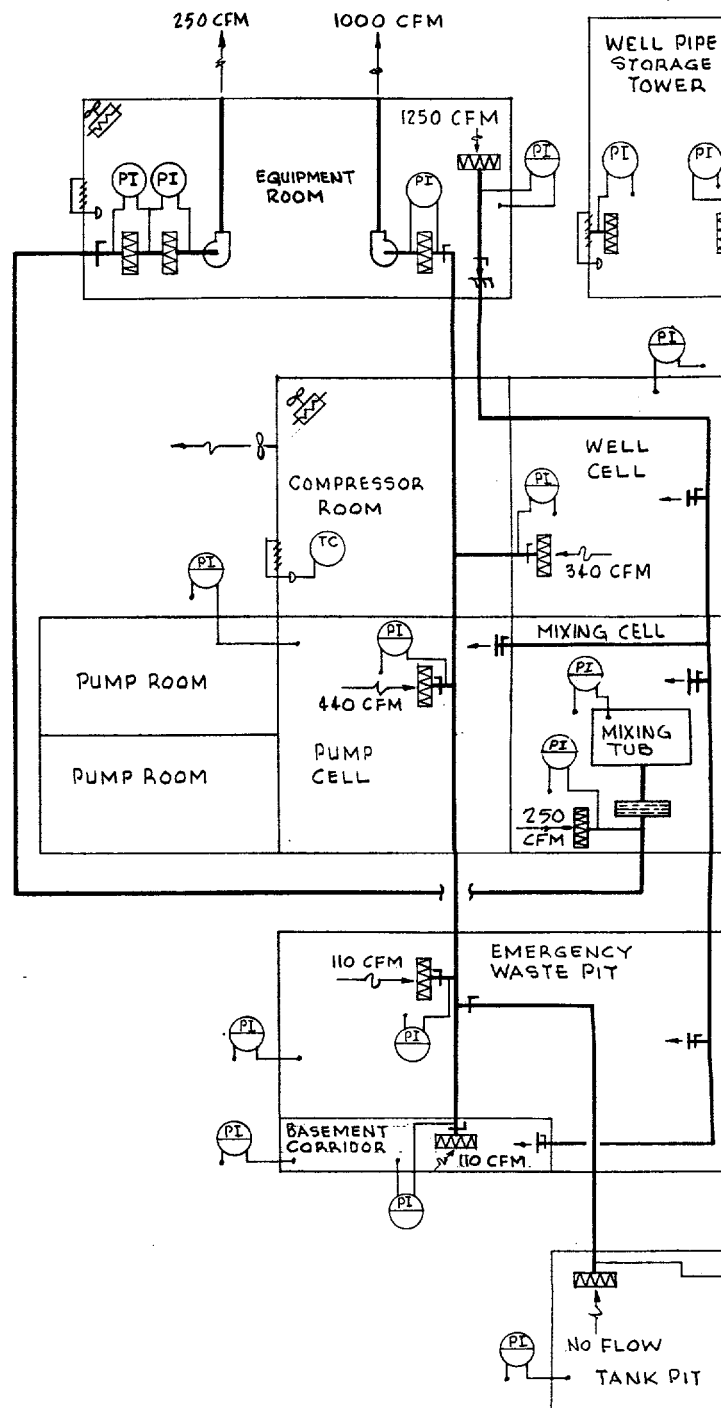 250 CFM
1000 CFM
WELL PIPE
STORAGE
TOWER
1250 CFM
PI
PI
PI
PI
PI
PI
EQUIPMENT
ROOM
PI
WELL
CELL
COMPRESSOR
ROOM
PI
TC
PI
340 CFM
MIXING CELL
PI
PI
PUMP ROOM
440 CFM
MIXING
TUB
PI
PUMP
CELL
PUMP ROOM
250
CFM
EMERGENCY
WASTE PIT
110 CFM
PI
PI
BASEMENT
CORRIDOR
PI
110 CFM
PI
NO FLOW
PI
TANK PIT